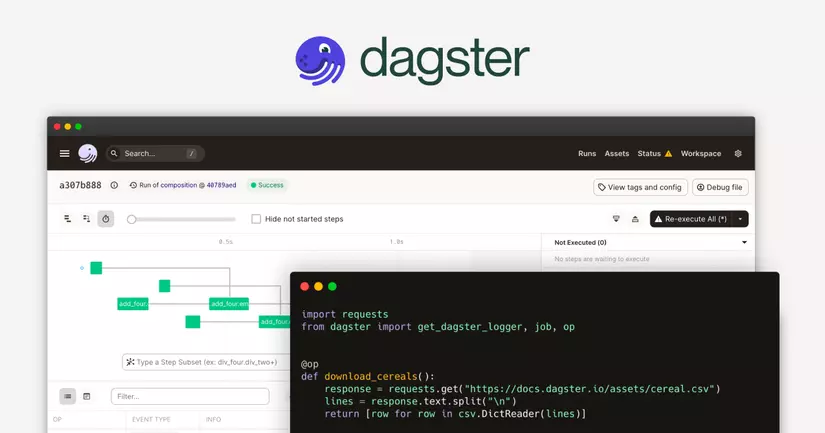 dagster
Search... /
Runs Assets Status Workspace
a307b888 Run of composition @ 40789aed Success
View tags and config Debug file
Hide not started steps
Re-execute All (*)
0.5s 1.0s
Not Executed (0)
No steps are waiting to execute
add_four. add_four.em
add_four.
Type a Step Subset (ex: div_four.div_two+)
Filter...
OP EVENT TYPE INFO
import requests
from dagster import get_dagster_logger, job, op
@op
def download_cereals():
response = requests.get("https://docs.dagster.io/assets/cereal.csv")
lines = response.text.split("\n")
return [row for row in csv.DictReader(lines)]